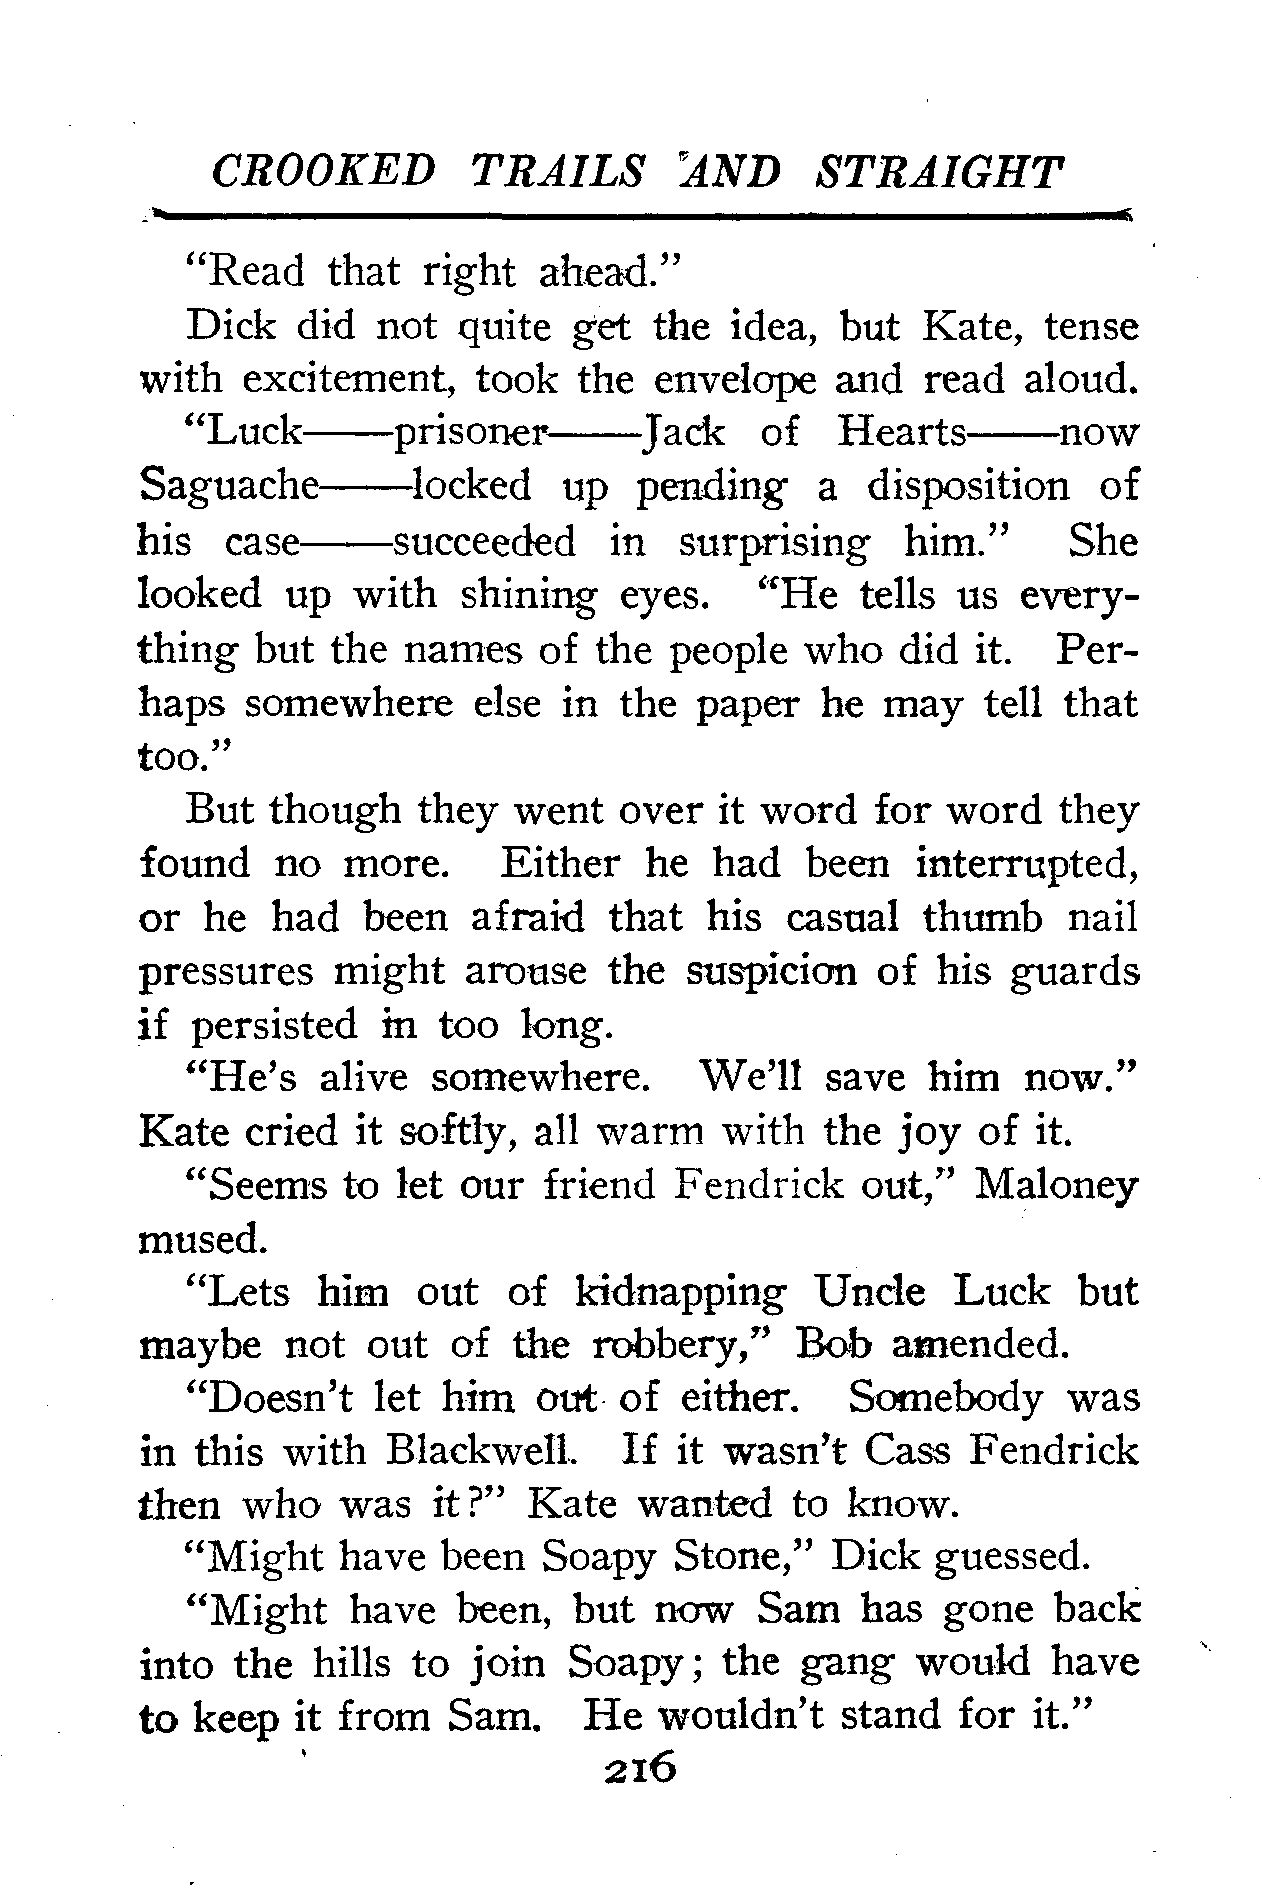 CROOKED TRAILS AND STRAIGHT
“Read that right ahead.”
Dick did not quite get the idea, but Kate, tense
with excitement, took the envelope and read aloud.
“Luck——prisoner——Jack of Hearts——now
Saguache——locked up pending a disposition of
his case——succeeded in surprising him.” She
looked up with shining eyes. “He tells us every-
thing but the names of the people who did it. Per-
haps somewhere else in the paper he may tell that
too.”
But though they went over it word for word they
found no more. Either he had been interrupted,
or he had been afraid that his casual thumb nail
pressures might arouse the suspicion of his guards
if persisted in too long.
“He’s alive somewhere. We’ll save him now.”
Kate cried it softly, all warm with the joy of it.
“Seems to let our friend Fendrick out,” Maloney
mused.
“Lets him out of kidnapping Uncle Luck but
maybe not out of the robbery,” Bob amended.
“Doesn’t let him out of either. Somebody was
in this with Blackwell. If it wasn’t Cass Fendrick
then who was it?” Kate wanted to know.
“Might have been Soapy Stone,” Dick guessed.
“Might have been, but now Sam has gone back
into the hills to join Soapy; the gang would have
to keep it from Sam. He wouldn’t stand for it.”
216